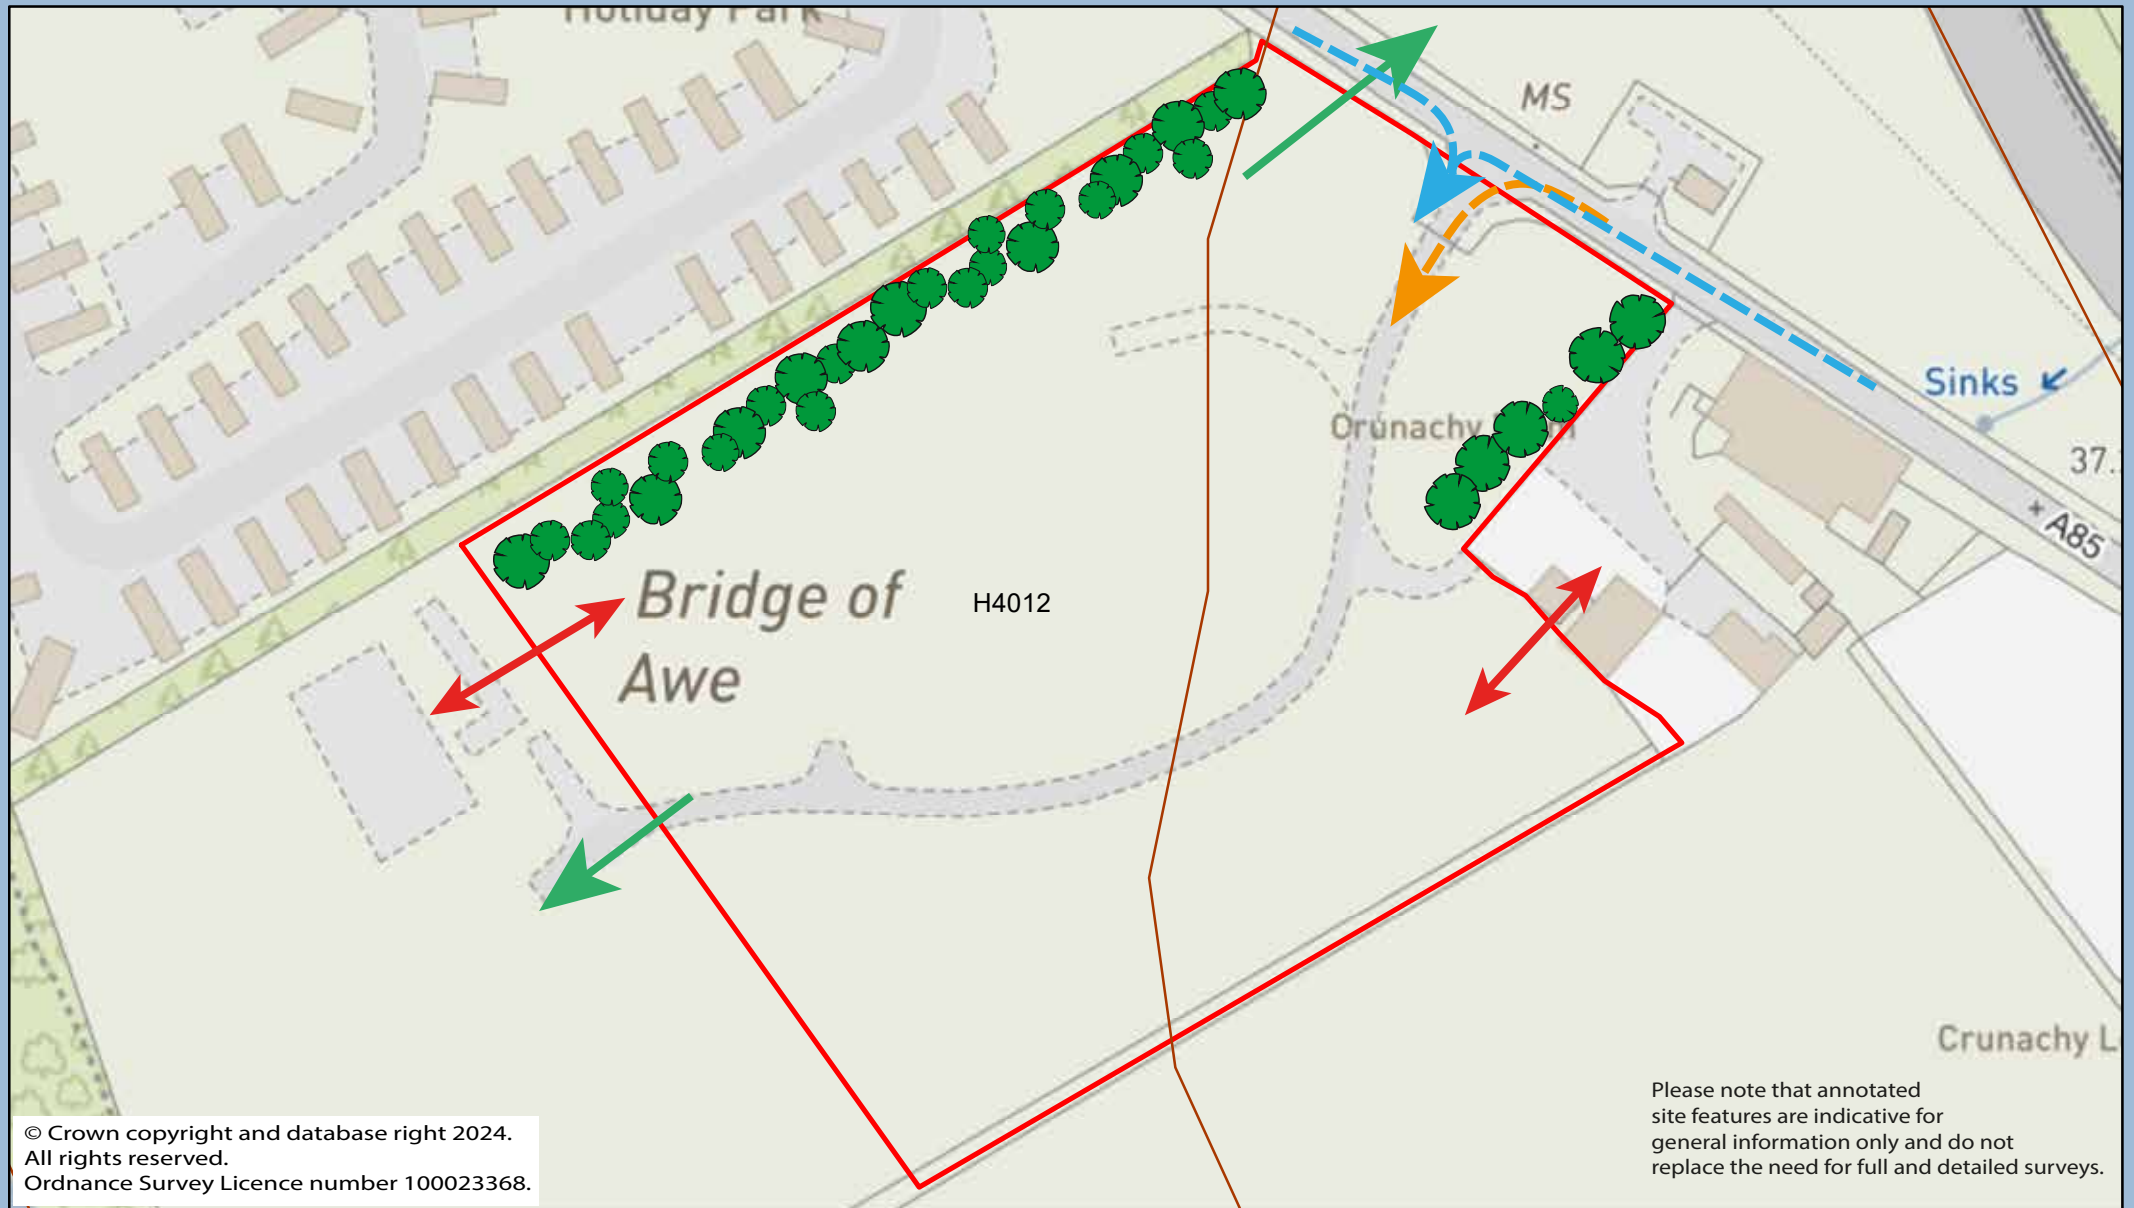 Holiday Park
MS
Sinks
37.
A85
Bridge of
Awe
H4012
Please note that annotated
site features are indicative for
general information only and do not
replace the need for full and detailed surveys.
© Crown copyright and database right 2024.
All rights reserved.
Ordnance Survey Licence number 100023368.
Crunachy